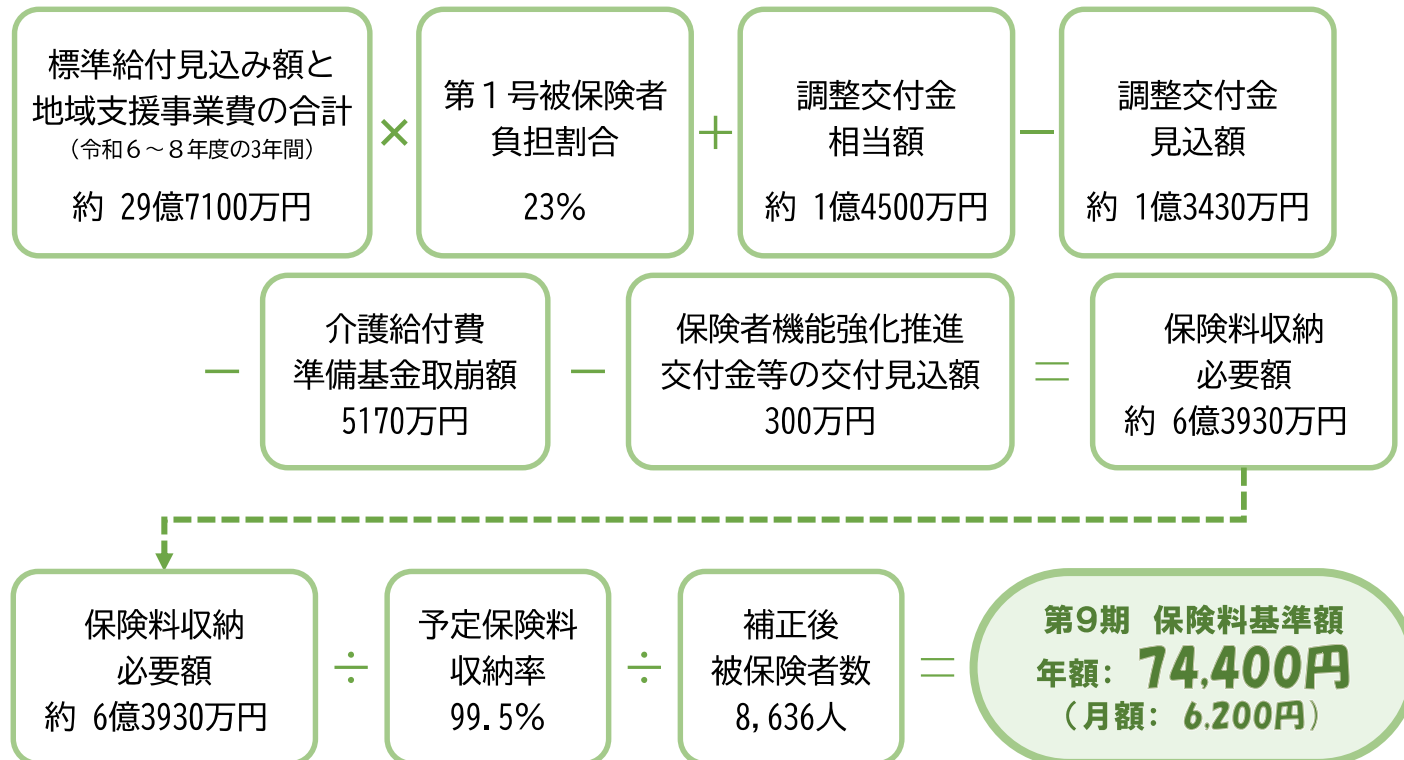 標準給付見込み額と
地域支援事業費の合計
（令和６～８年度の3年間）
約 29億7100万円
×
第１号被保険者
負担割合
23%
＋
調整交付金
相当額
約 1億4500万円
－
調整交付金
見込額
約 1億3430万円
－
介護給付費
準備基金取崩額
5170万円
－
保険者機能強化推進
交付金等の交付見込額
300万円
＝
保険料収納
必要額
約 6億3930万円
保険料収納
必要額
約 6億3930万円
÷
予定保険料
収納率
99.5%
÷
補正後
被保険者数
8,636人
＝
第9期 保険料基準額
年額： 74,400円
（月額： 6,200円）